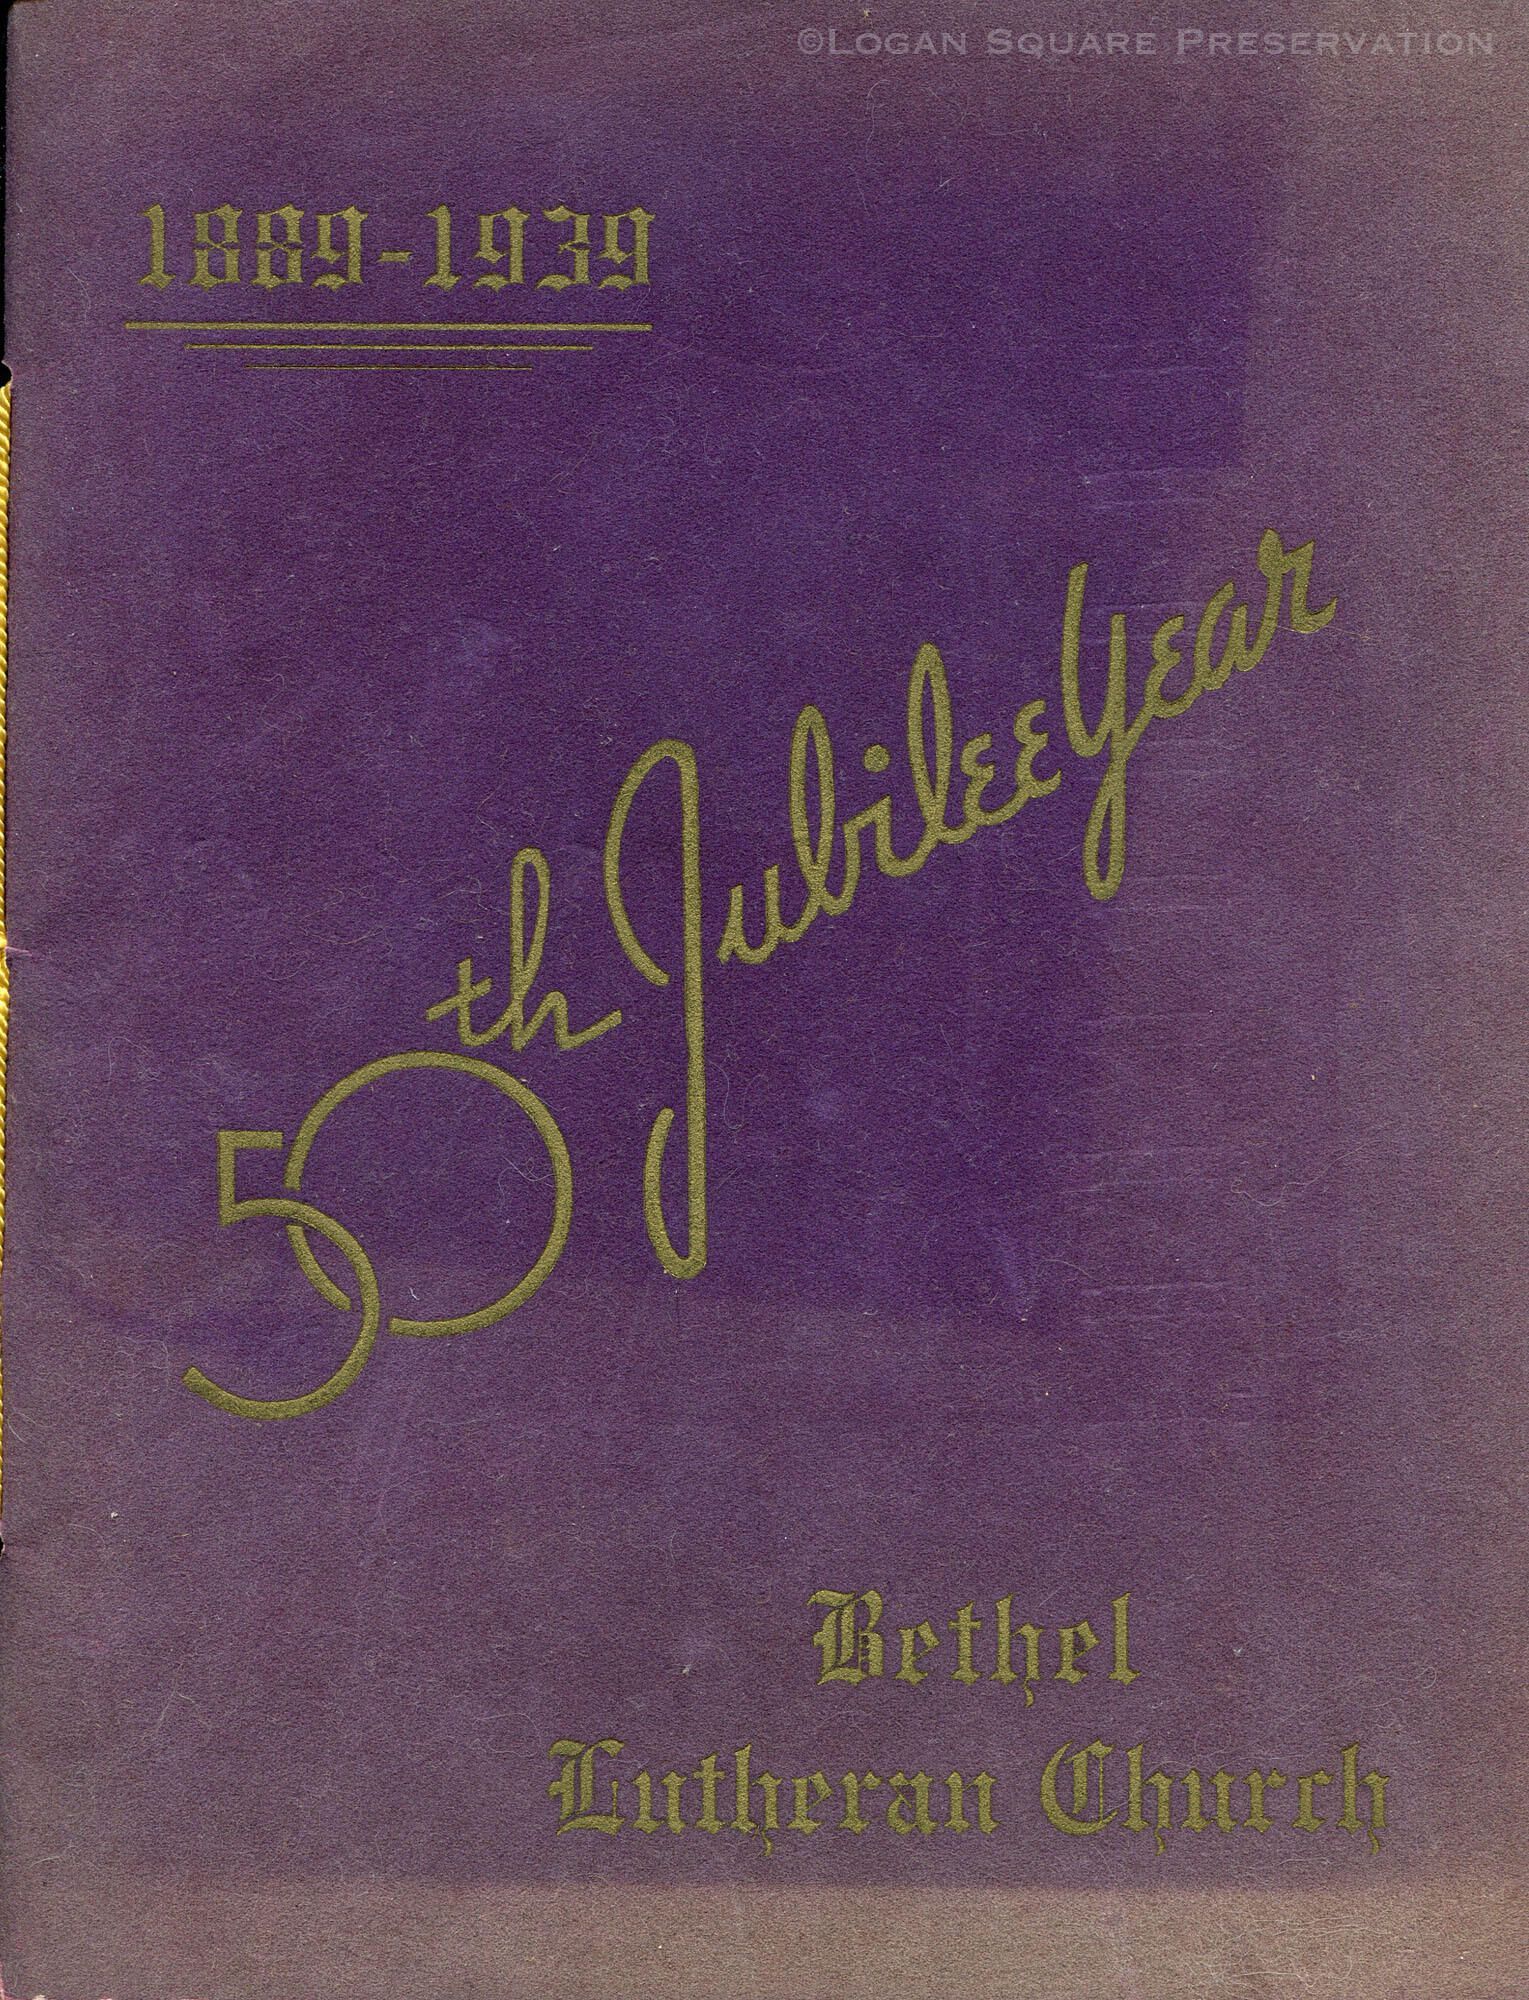 ©Logan Square Preservation
1889-1939
50th Jubilee Year
Bethel
Lutheran Church